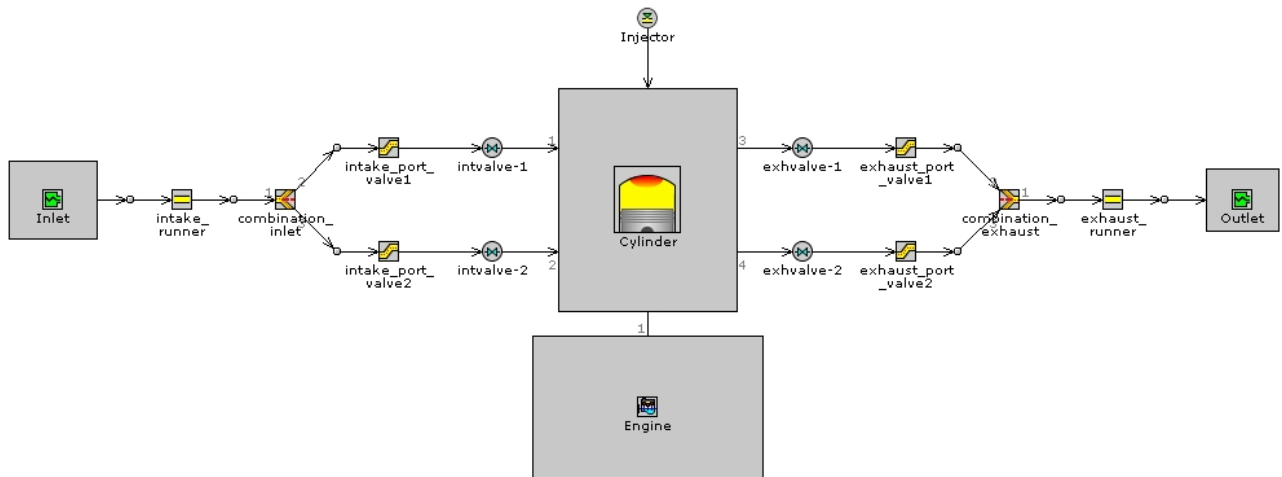 Injector
1
3
intake_port_
valve1
intvalve-1
exhvalve-1
exhaust_port
_valve1
Inlet
intake_
runner
1
2
3
combination_
inlet
Cylinder
combination_
exhaust
1
exhaust_
runner
Outlet
intake_port_
valve2
intvalve-2
2
4
exhvalve-2
exhaust_port
_valve2
1
Engine